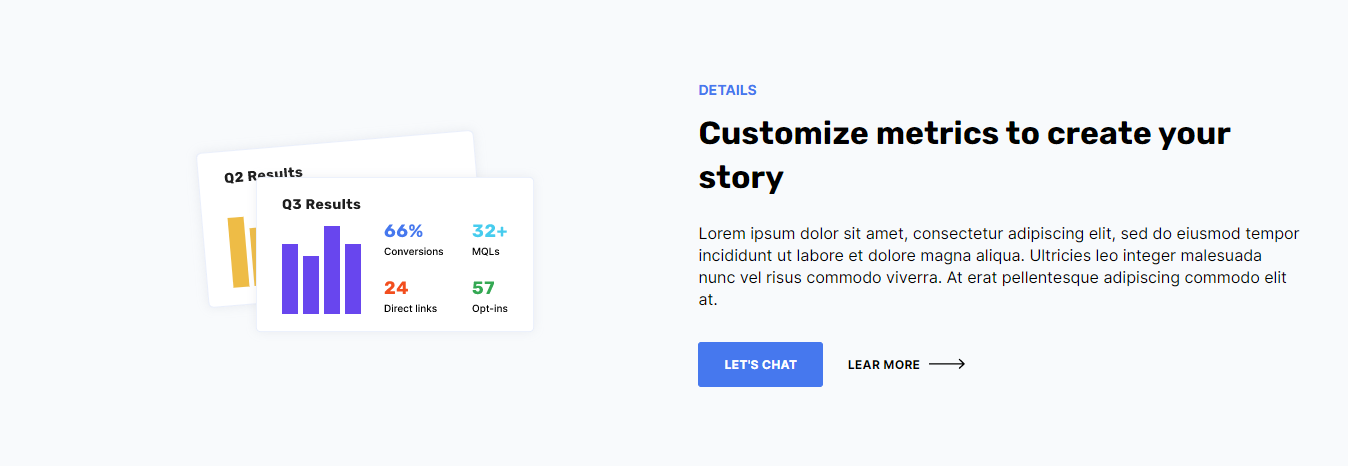 DETAILS
Customize metrics to create your
story
Lorem ipsum dolor sit amet, consectetur adipiscing elit, sed do eiusmod tempor
incididunt ut labore et dolore magna aliqua. Ultricies leo integer malesuada
nunc vel risus commodo viverra. At erat pellentesque adipiscing commodo elit
at.
LET'S CHAT
LEAR MORE
Q2 Results
Q3 Results
66%
Conversions
32+
MQLs
24
Direct links
57
Opt-ins